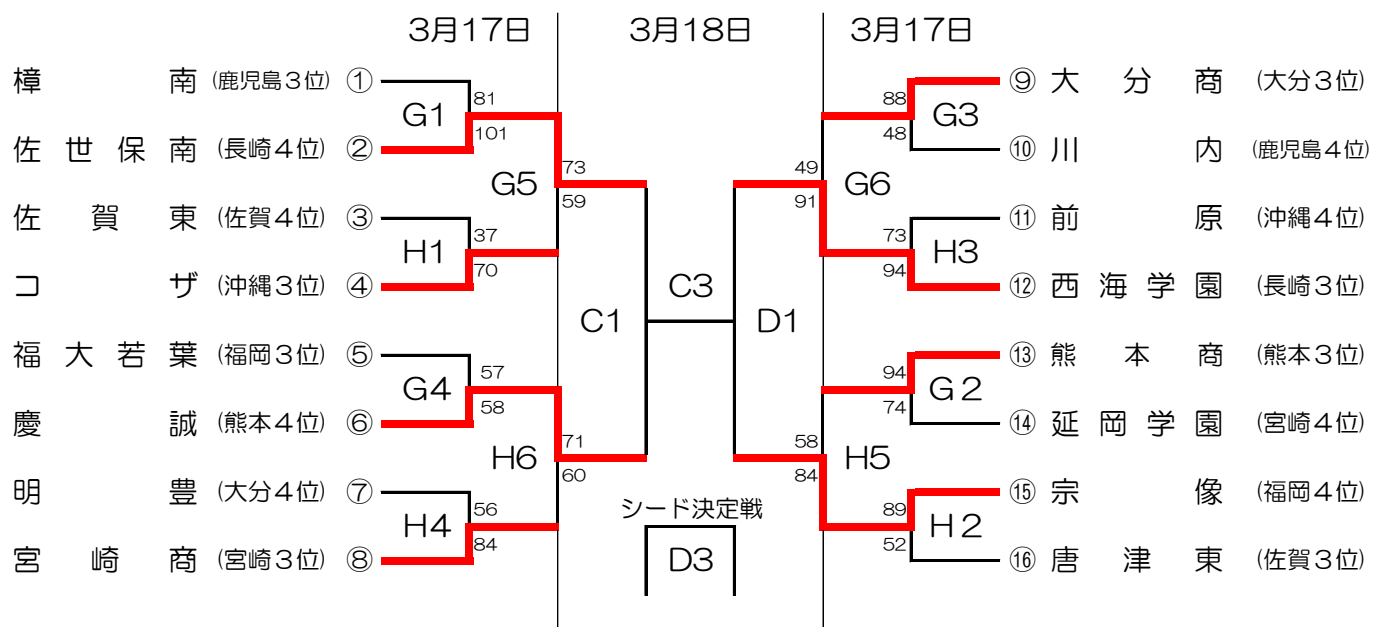 3月17日 3月18日 3月17日
樟南 (鹿児島3位) ①
81
G1
101
佐世保南 (長崎4位) ②
73
G5
59
佐賀東 (佐賀4位) ③
37
H1
70
コザ (沖縄3位) ④
C1
福大若葉 (福岡3位) ⑤
57
G4
58
慶誠 (熊本4位) ⑥
71
H6
60
明豊 (大分4位) ⑦
56
H4
84
宮崎商 (宮崎3位) ⑧
C3
シード決定戦
D3
⑨ 大分商 (大分3位)
88
G3
48
⑩ 川内 (鹿児島4位)
49
G6
91
⑪ 前原 (沖縄4位)
73
H3
94
⑫ 西海学園 (長崎3位)
D1
⑬ 熊本商 (熊本3位)
94
G2
74
⑭ 延岡学園 (宮崎4位)
58
H5
84
⑮ 宗像 (福岡4位)
89
H2
52
⑯ 唐津東 (佐賀3位)